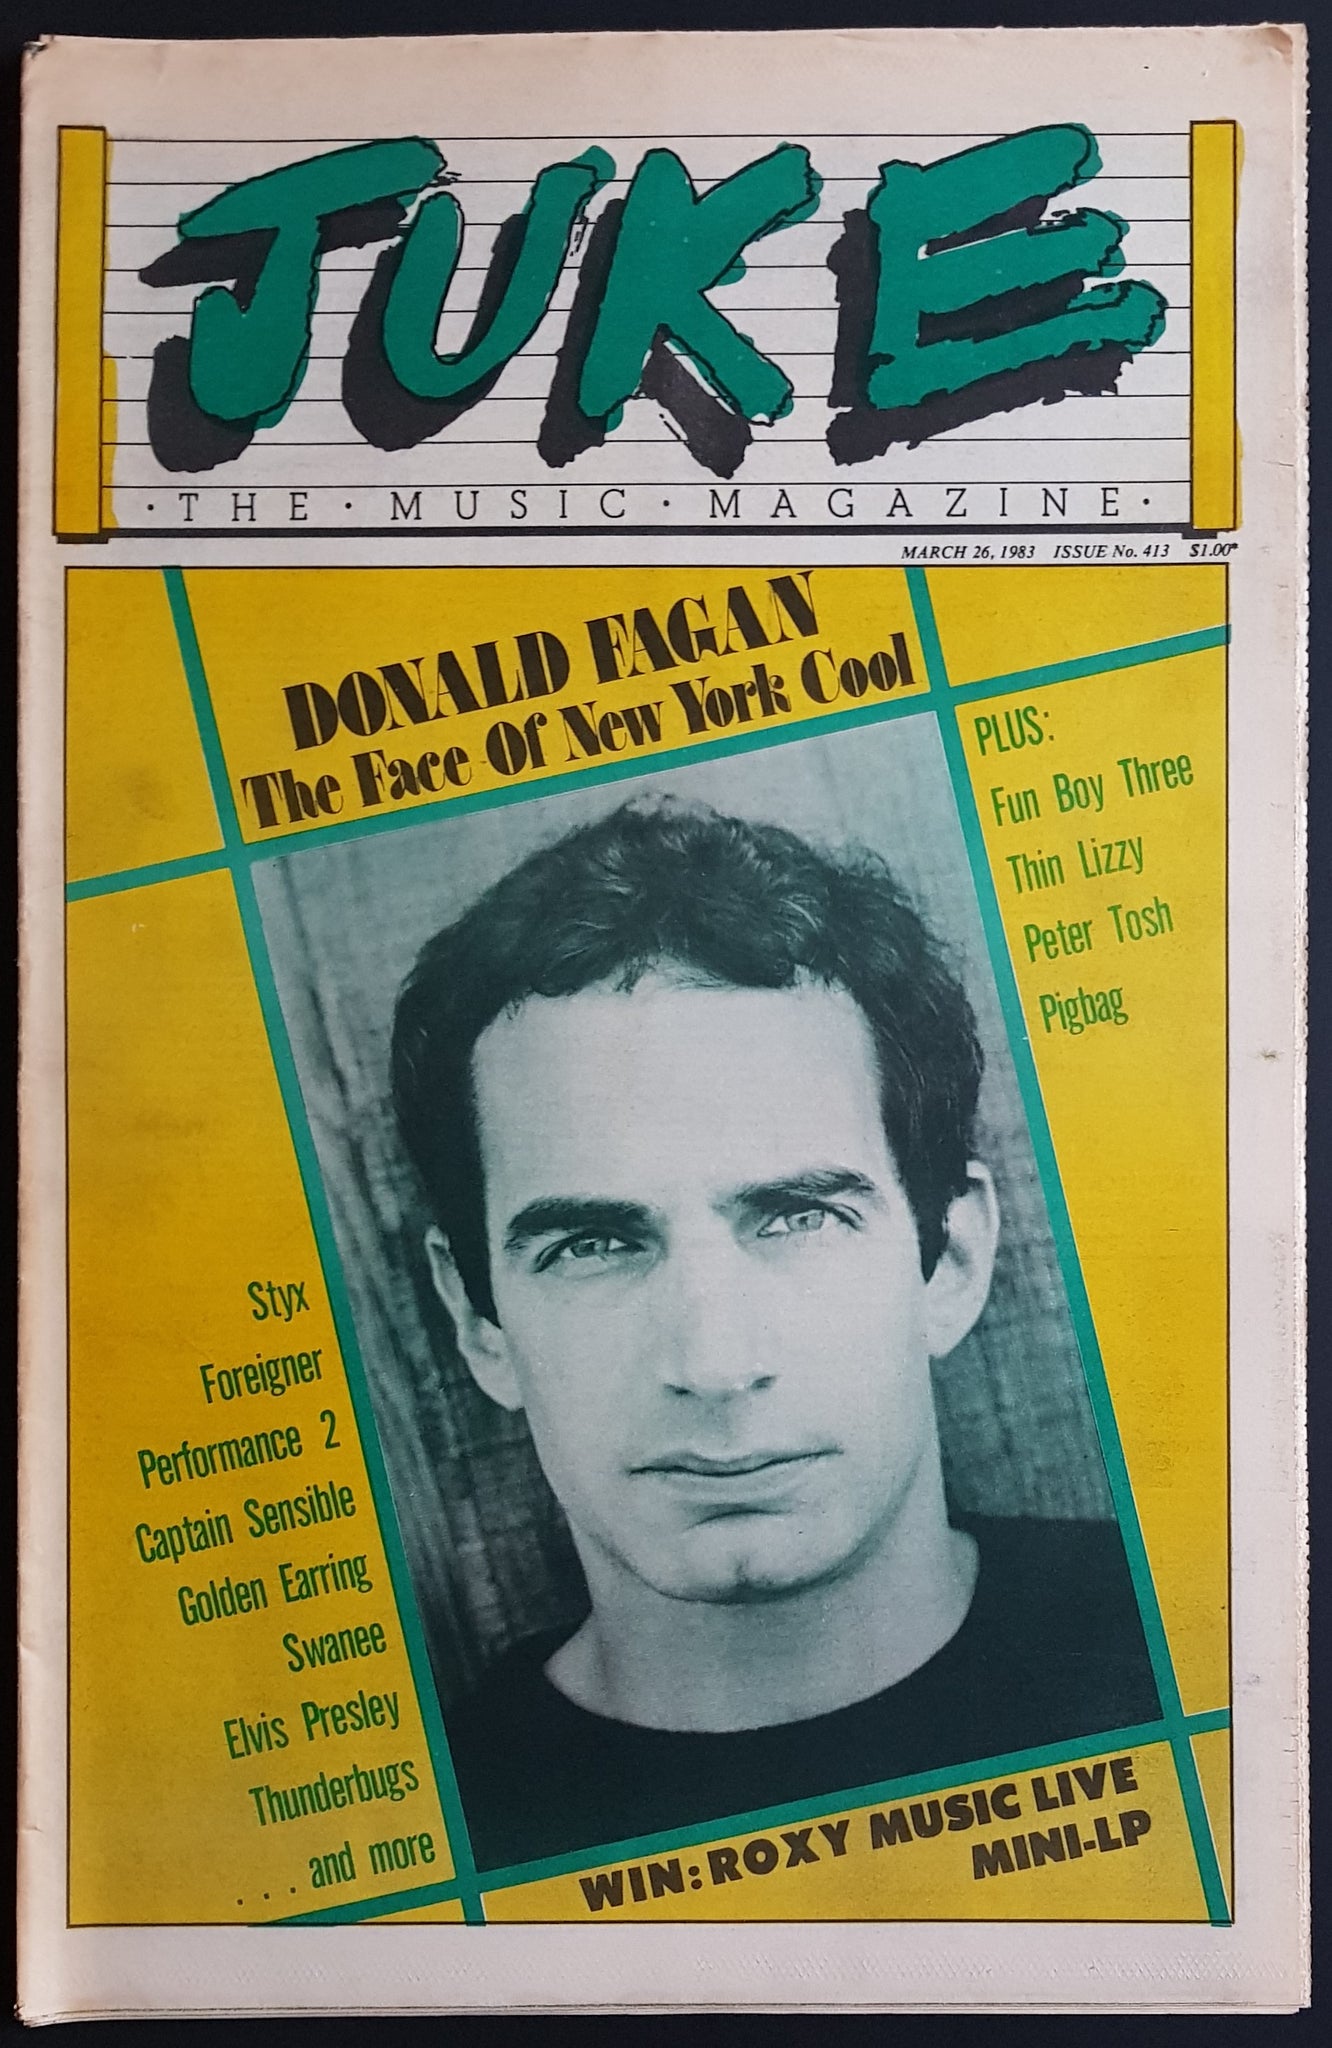 JUKE
· THE · MUSIC · MAGAZINE ·
MARCH 26, 1983 ISSUE No. 413 $1.00*
DONALD FAGAN
The Face Of New York Cool
PLUS:
Fun Boy Three
Thin Lizzy
Peter Tosh
Pigbag
Styx
Foreigner
Performance 2
Captain Sensible
Golden Earring
Swanee
Elvis Presley
Thunderbugs
. . . and more
WIN: ROXY MUSIC LIVE
MINI-LP